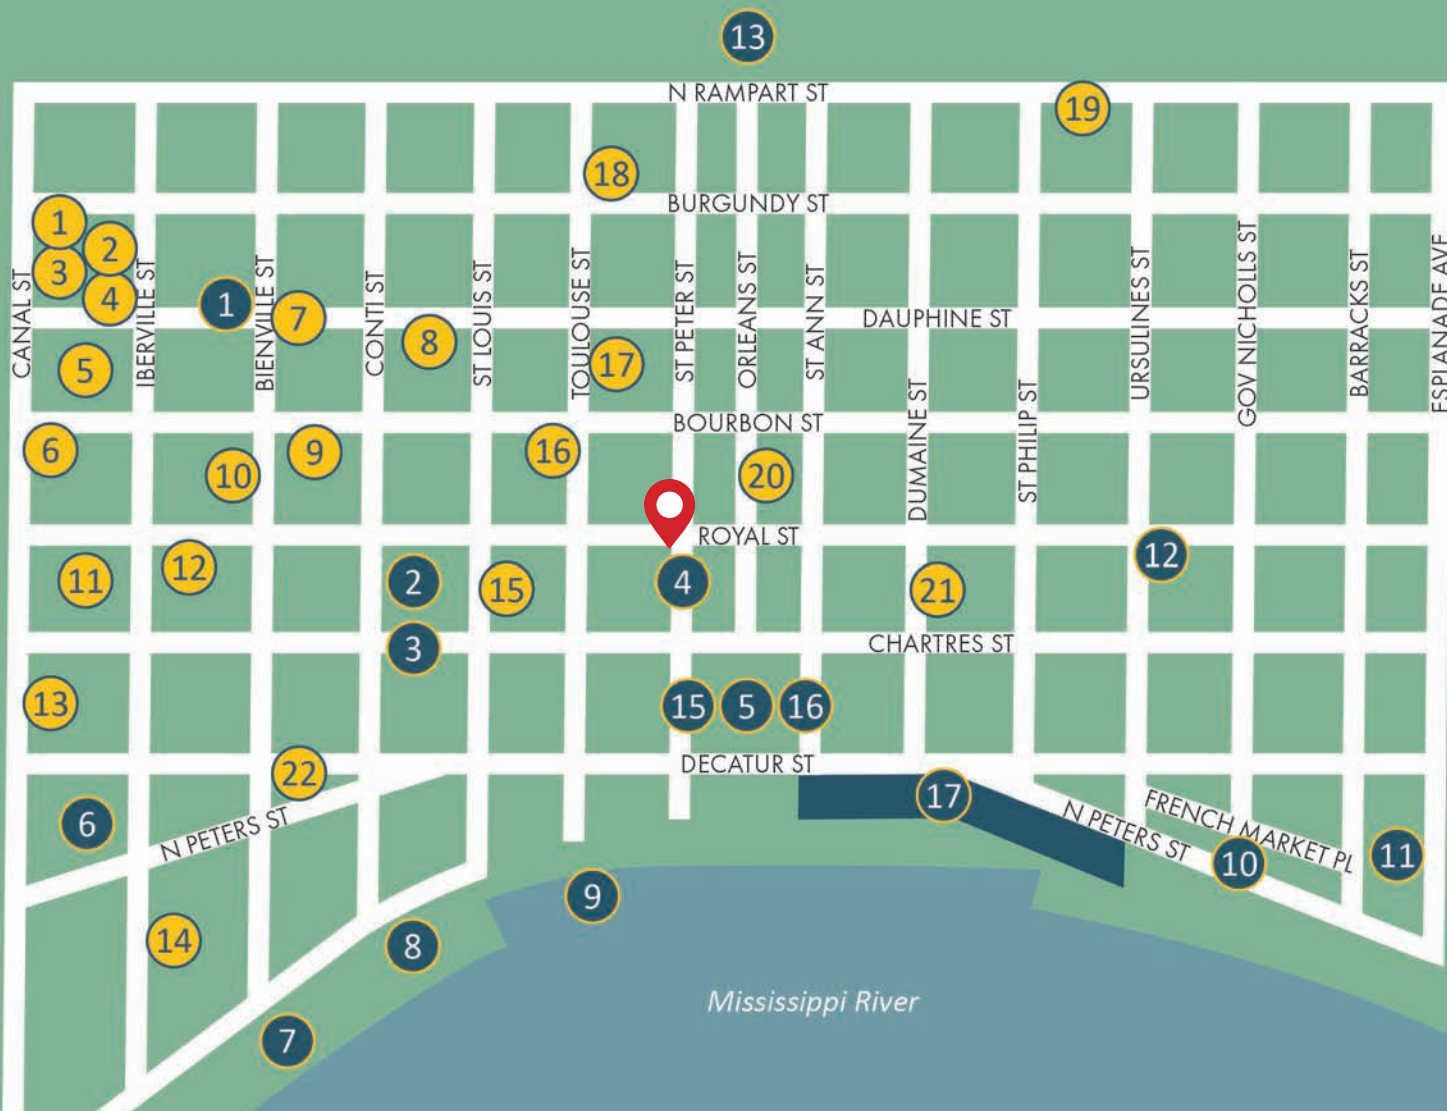 13
N RAMPART ST
19
18
BURGUNDY ST
1
2
3
4
CANAL ST
IBERVILLE ST
1
BIENVILLE ST
7
CONTI ST
8
ST LOUIS ST
TOULOUSE ST
17
ST PETER ST
ORLEANS ST
ST ANN ST
DAUPHINE ST
DUMAINE ST
ST PHILIP ST
URSULINES ST
GOV NICHOLLS ST
BARRACKS ST
ESPLANADE AVE
5
BOURBON ST
6
10
9
16
20
ROYAL ST
11
12
2
15
4
21
12
3
CHARTRES ST
13
15
5
16
DECATUR ST
22
6
N PETERS ST
17
N PETERS ST
FRENCH MARKET PL
10
11
9
14
8
7
Mississippi River